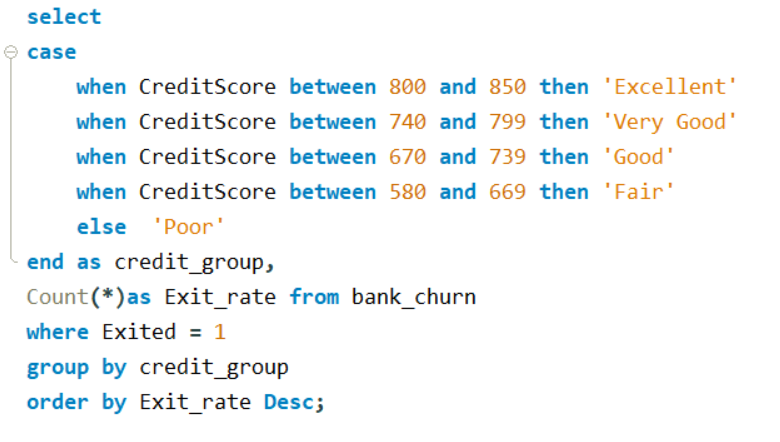 select
case
when CreditScore between 800 and 850 then 'Excellent'
when CreditScore between 740 and 799 then 'Very Good'
when CreditScore between 670 and 739 then 'Good'
when CreditScore between 580 and 669 then 'Fair'
else  'Poor'
end as credit_group,
Count(*)as Exit_rate from bank_churn
where Exited = 1
group by credit_group
order by Exit_rate Desc;